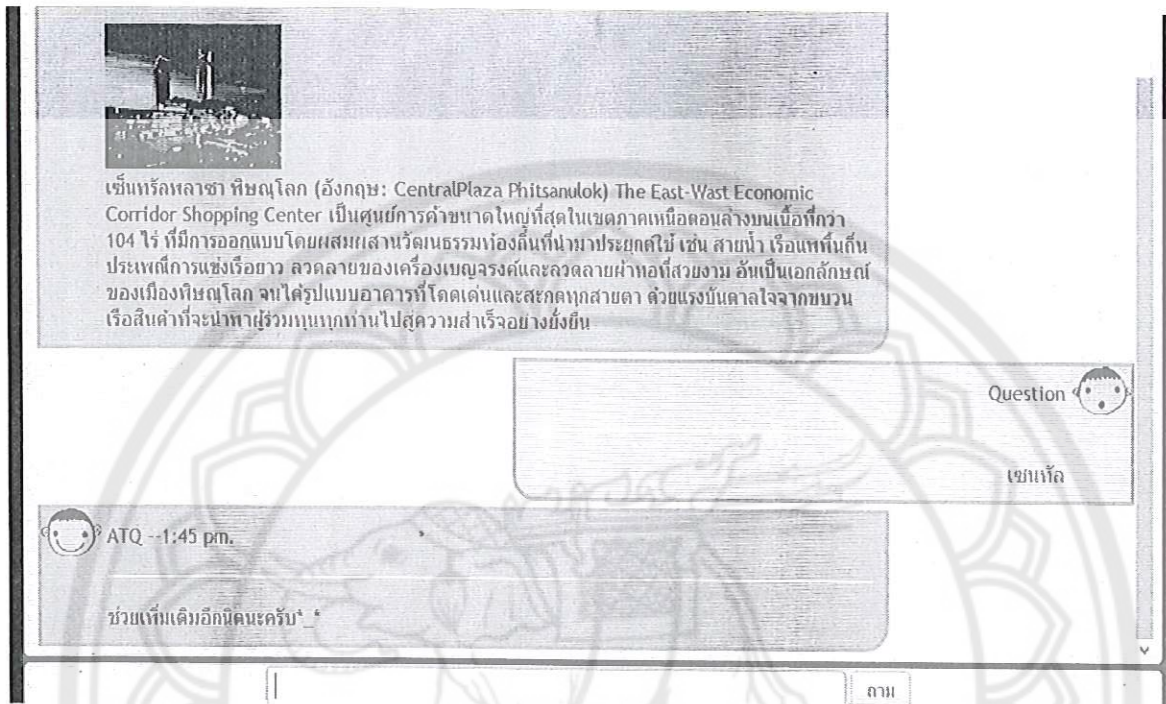 เซ็นทรัลพลาซา พิษณุโลก (อังกฤษ: CentralPlaza Phitsanulok) The East-Wast Economic
Corridor Shopping Center เป็นศูนย์การค้าขนาดใหญ่ที่สุดในเขตภาคเหนือตอนล่างบนเนื้อที่กว่า
104 ไร่ ที่มีการออกแบบโดยผสมผสานวัฒนธรรมท้องถิ่นที่นำมาประยุกต์ใช้ เช่น สายน้ำ เรือนแพพื้นถิ่น
ประเพณีการแข่งเรือยาว ลวดลายของเครื่องเบญจรงค์และลวดลายผ้าทอที่สวยงาม อันเป็นเอกลักษณ์
ของเมืองพิษณุโลก จนได้รูปแบบอาคารที่โดดเด่นและสะกดทุกสายตา ด้วยแรงบันดาลใจจากขบวน
เรือสินค้าที่จะนำพาผู้ร่วมทุนทุกท่านไปสู่ความสำเร็จอย่างยั่งยืน
Question
เซนทัล
ATQ --1:45 pm.
ช่วยเพิ่มเติมอีกนิดนะครับ*_*
ถาม